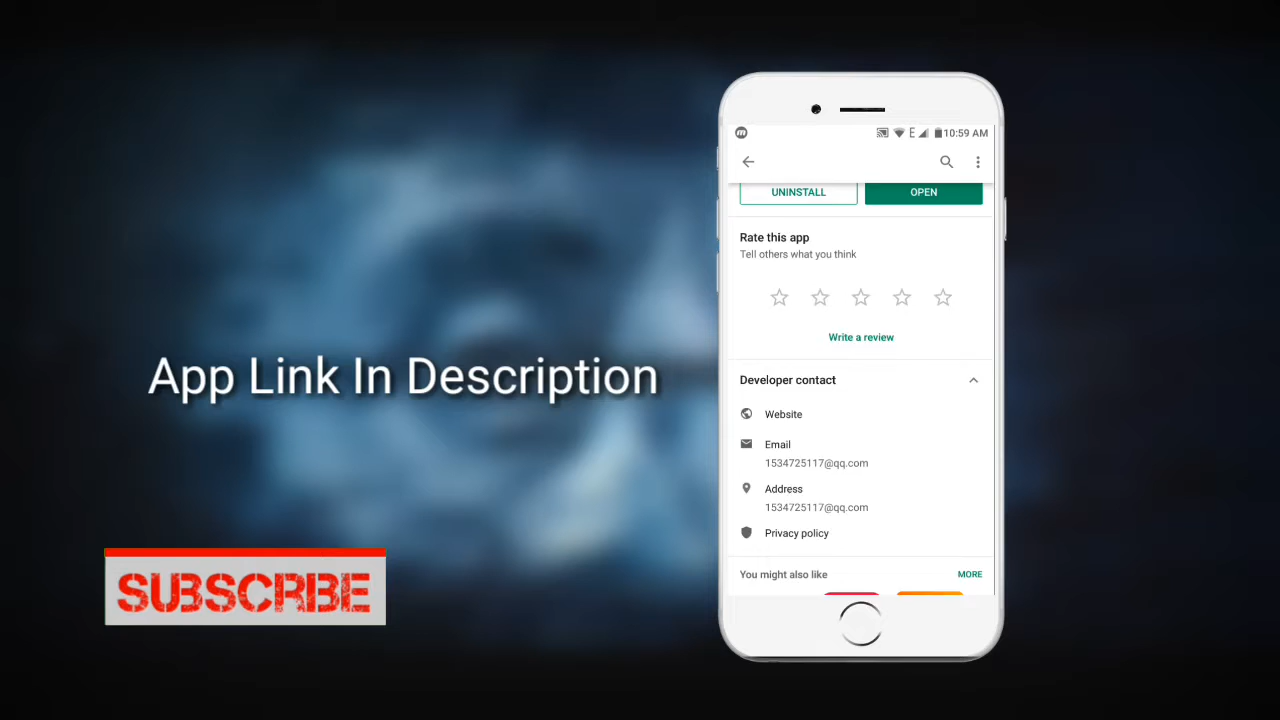 App Link In Description
SUBSCRIBE
m
E
10:59 AM
UNINSTALL
OPEN
Rate this app
Tell others what you think
Write a review
Developer contact
Website
Email
1534725117@qq.com
Address
1534725117@qq.com
Privacy policy
You might also like
MORE